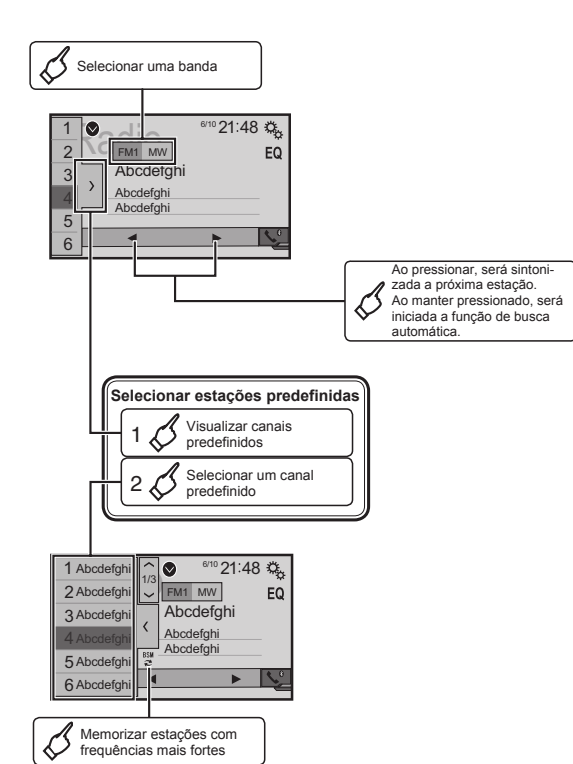 Selecionar uma banda
Radio
1
2
3
4
5
6
6/10 21:48
FM1 MW
EQ
Abcdefghi
Abcdefghi
Abcdefghi
Ao pressionar, será sintoni-
zada a próxima estação.
Ao manter pressionado, será
iniciada a função de busca
automática.
Selecionar estações predefinidas
1 Visualizar canais
predefinidos
2 Selecionar um canal
predefinido
1 Abcdefghi
2 Abcdefghi
3 Abcdefghi
4 Abcdefghi
5 Abcdefghi
6 Abcdefghi
1/3
BSM
6/10 21:48
FM1 MW
EQ
Abcdefghi
Abcdefghi
Abcdefghi
Memorizar estações com
frequências mais fortes